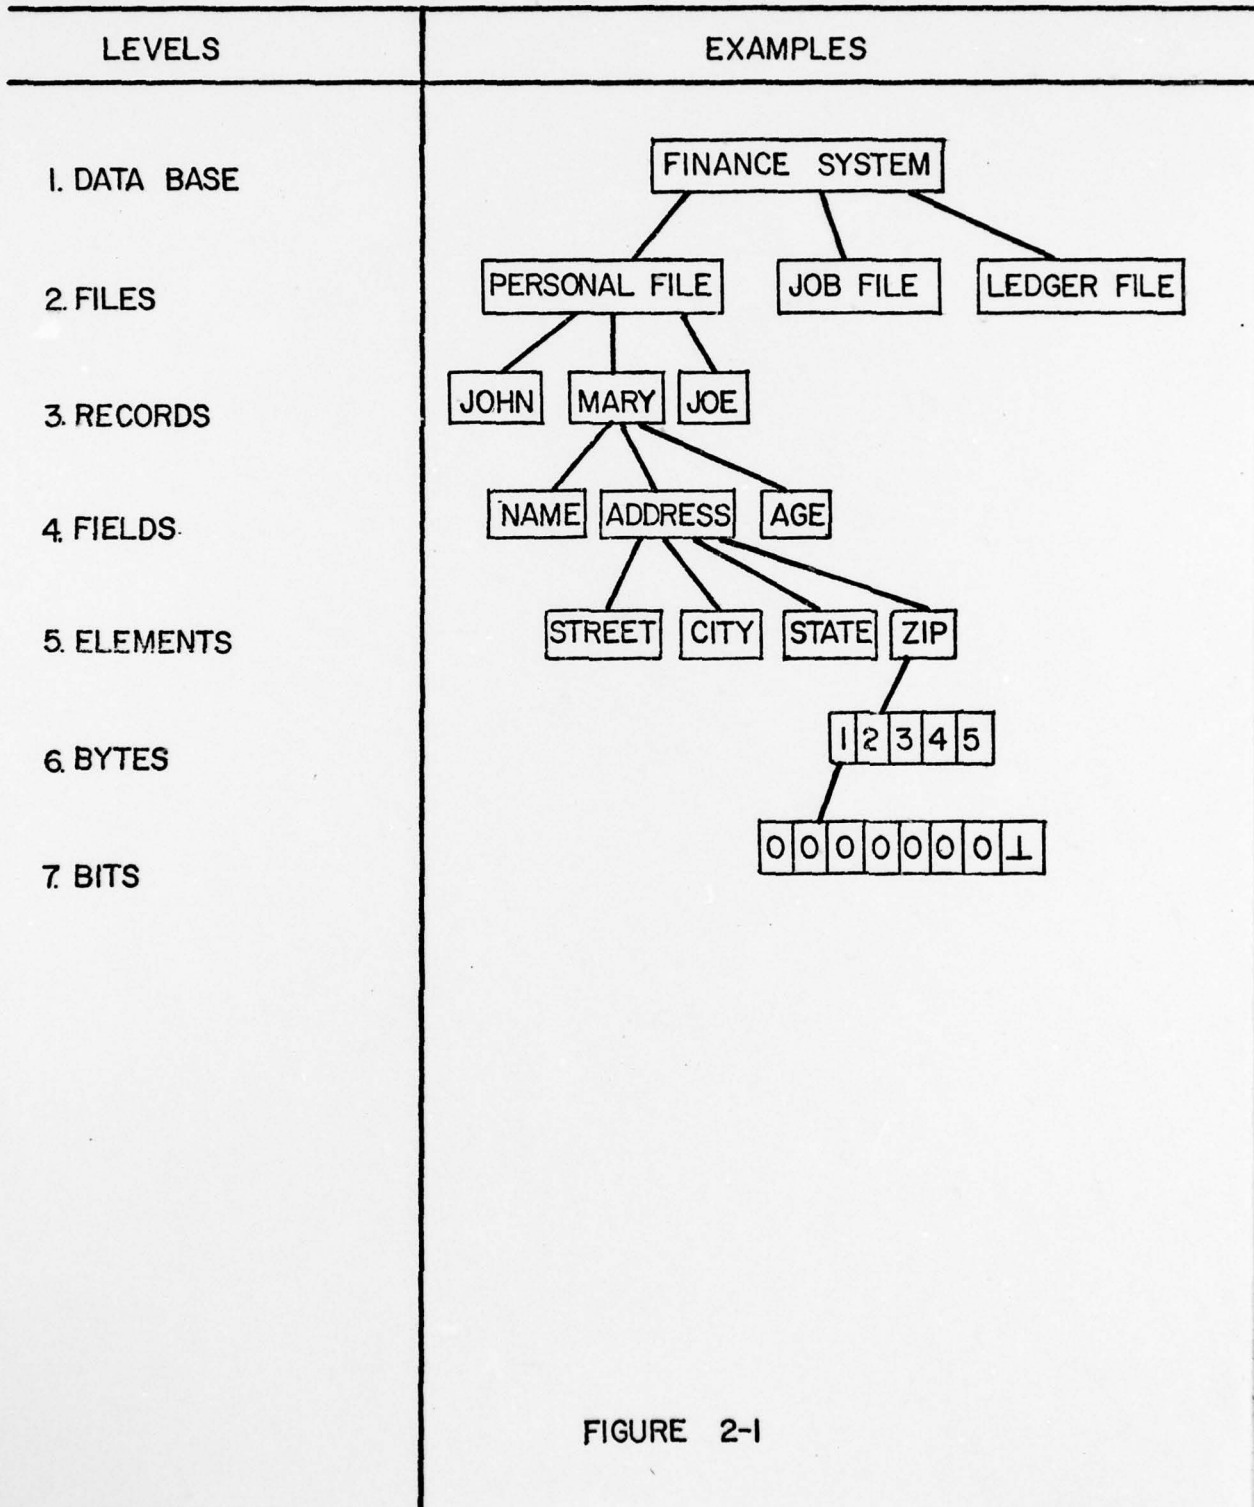 LEVELS EXAMPLES
1. DATA BASE FINANCE SYSTEM
2. FILES PERSONAL FILE JOB FILE LEDGER FILE
3. RECORDS JOHN MARY JOE
4. FIELDS NAME ADDRESS AGE
5. ELEMENTS STREET CITY STATE ZIP
6. BYTES 1 2 3 4 5
7. BITS 0 0 0 0 0 0 0 1
FIGURE 2-1